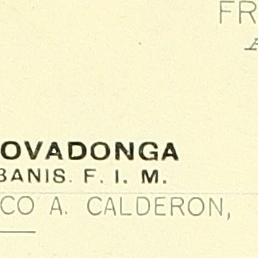 FR
OVADONGA
BANIS. F. I. M.
CO A. CALDERON,